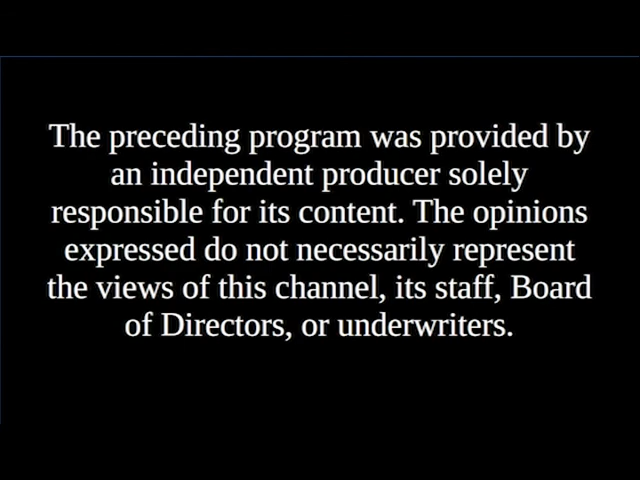 The preceding program was provided by
an independent producer solely
responsible for its content. The opinions
expressed do not necessarily represent
the views of this channel, its staff, Board
of Directors, or underwriters.